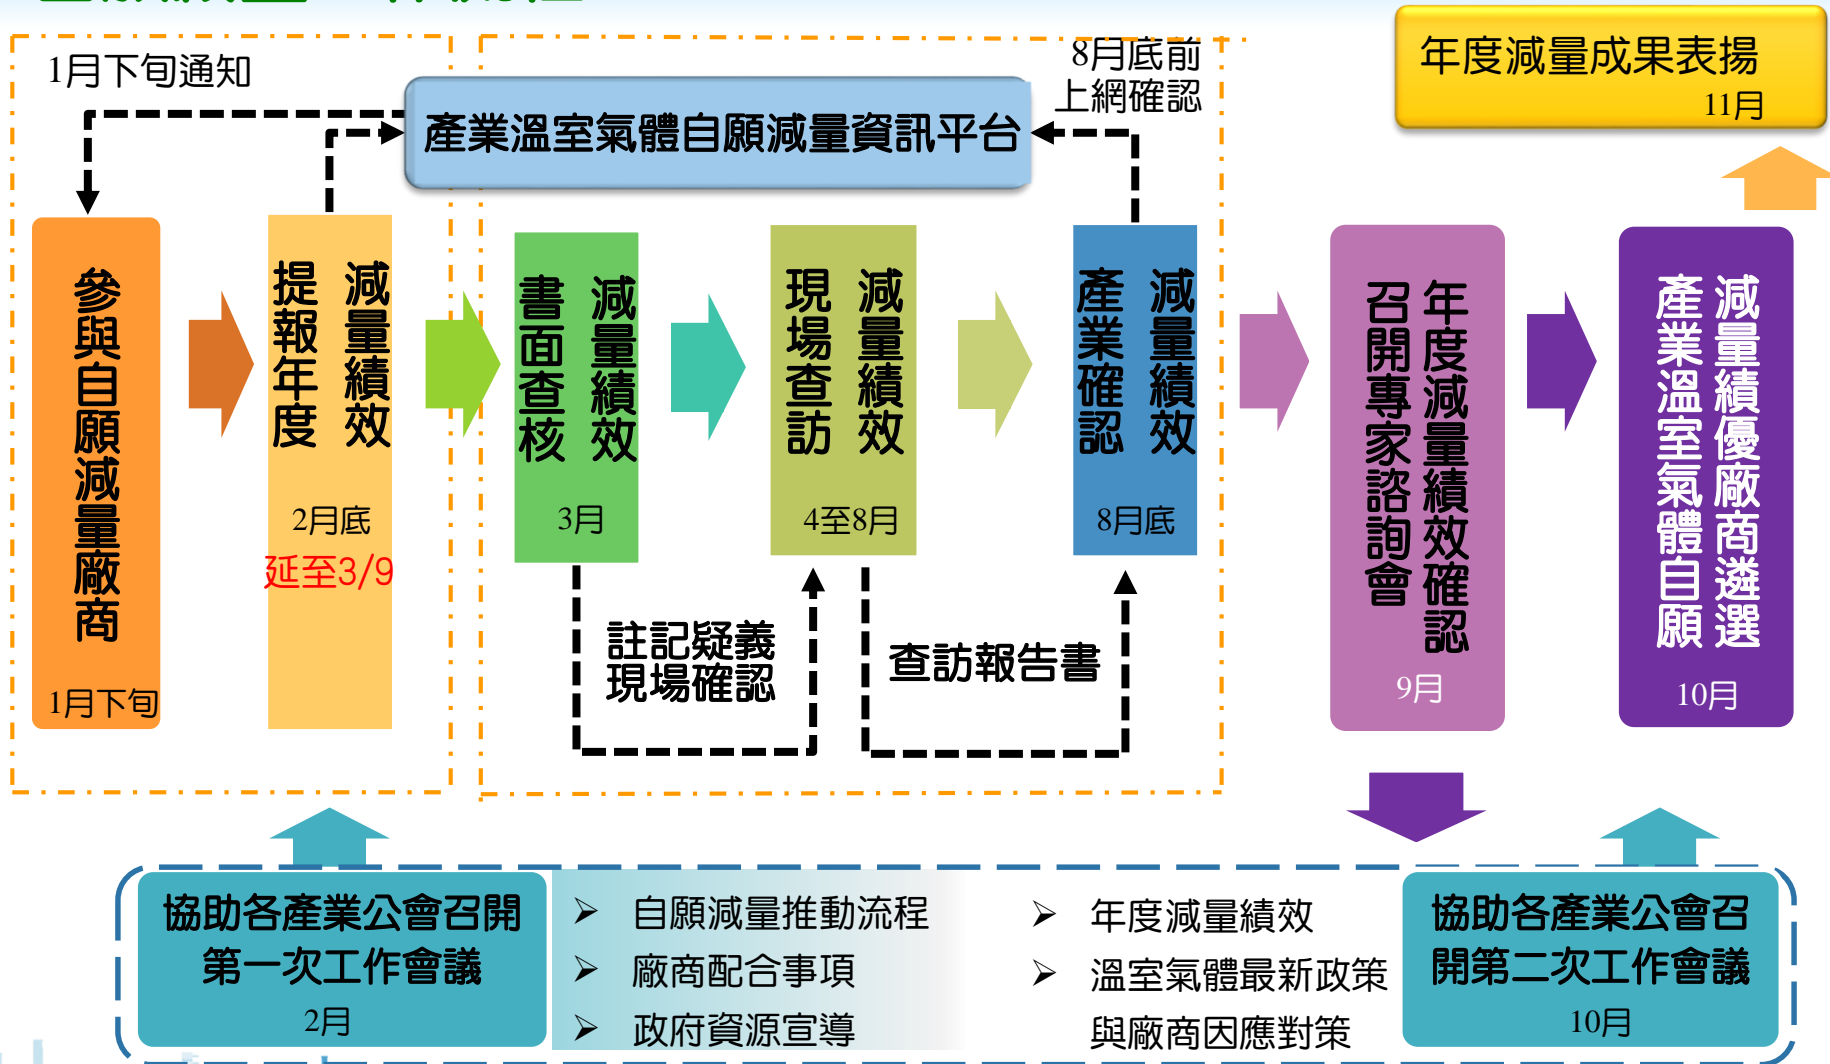 1月下旬通知
8月底前
上網確認
年度減量成果表揚
11月
產業溫室氣體自願減量資訊平台
參與自願減量廠商
1月下旬
提報年度
減量績效
2月底
延至3/9
書面查核
減量績效
3月
現場查訪
減量績效
4至8月
產業確認
減量績效
8月底
召開專家諮詢會
年度減量績效確認
9月
產業溫室氣體自願
減量績優廠商遴選
10月
註記疑義
現場確認
查訪報告書
協助各產業公會召開
第一次工作會議
2月
➢ 自願減量推動流程
➢ 廠商配合事項
➢ 政府資源宣導
➢ 年度減量績效
➢ 溫室氣體最新政策
與廠商因應對策
協助各產業公會召
開第二次工作會議
10月